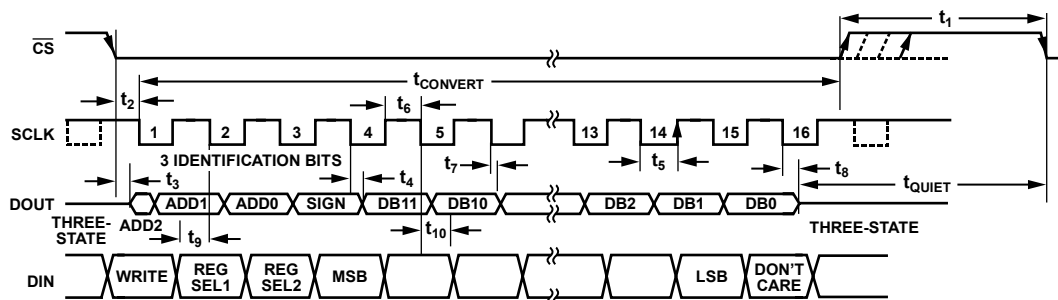 t1
CS
tCONVERT
t2
t6
SCLK
1 2 3 4 5 13 14 15 16
3 IDENTIFICATION BITS
t7
t5
t8
t3
t4
tQUIET
DOUT
ADD1 ADD0 SIGN DB11 DB10 DB2 DB1 DB0
THREE-STATE
ADD2
THREE-STATE
t9
t10
DIN
WRITE REG SEL1 REG SEL2 MSB LSB DON'T CARE